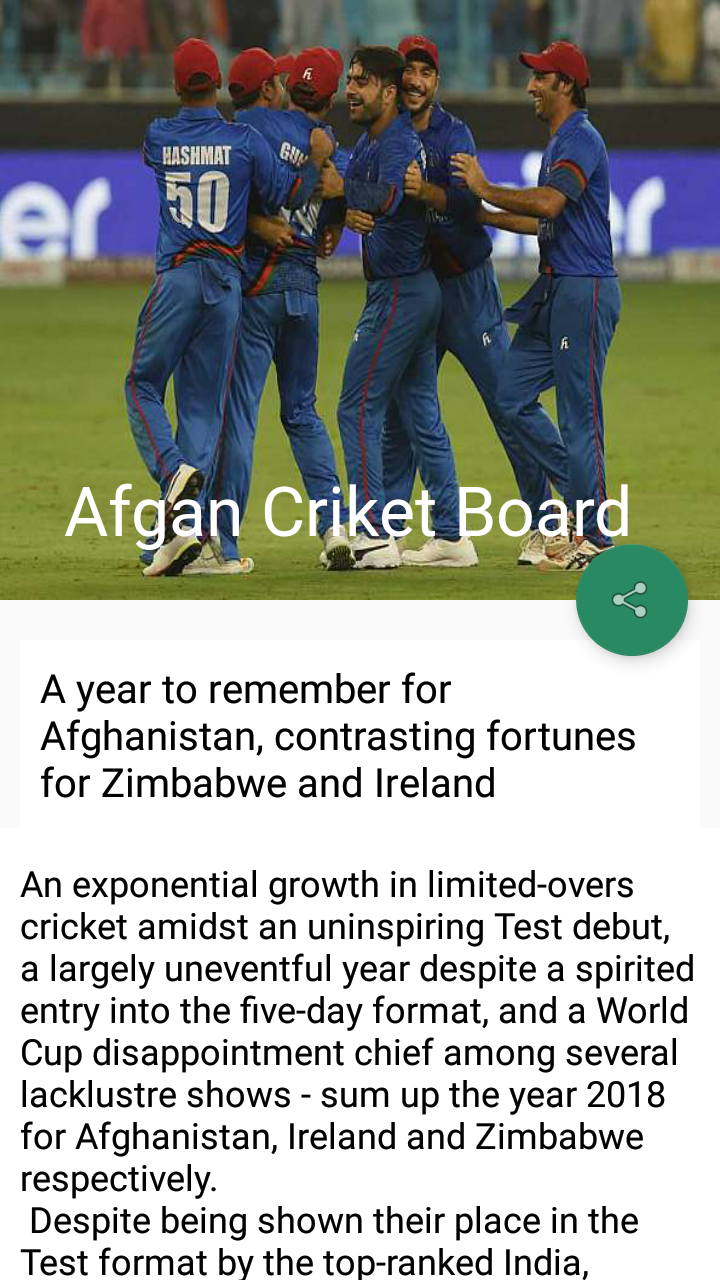 HASHMAT
50
er
er
Afgan Criket Board
A year to remember for
Afghanistan, contrasting fortunes
for Zimbabwe and Ireland
An exponential growth in limited-overs
cricket amidst an uninspiring Test debut,
a largely uneventful year despite a spirited
entry into the five-day format, and a World
Cup disappointment chief among several
lacklustre shows - sum up the year 2018
for Afghanistan, Ireland and Zimbabwe
respectively.
Despite being shown their place in the
Test format by the top-ranked India,